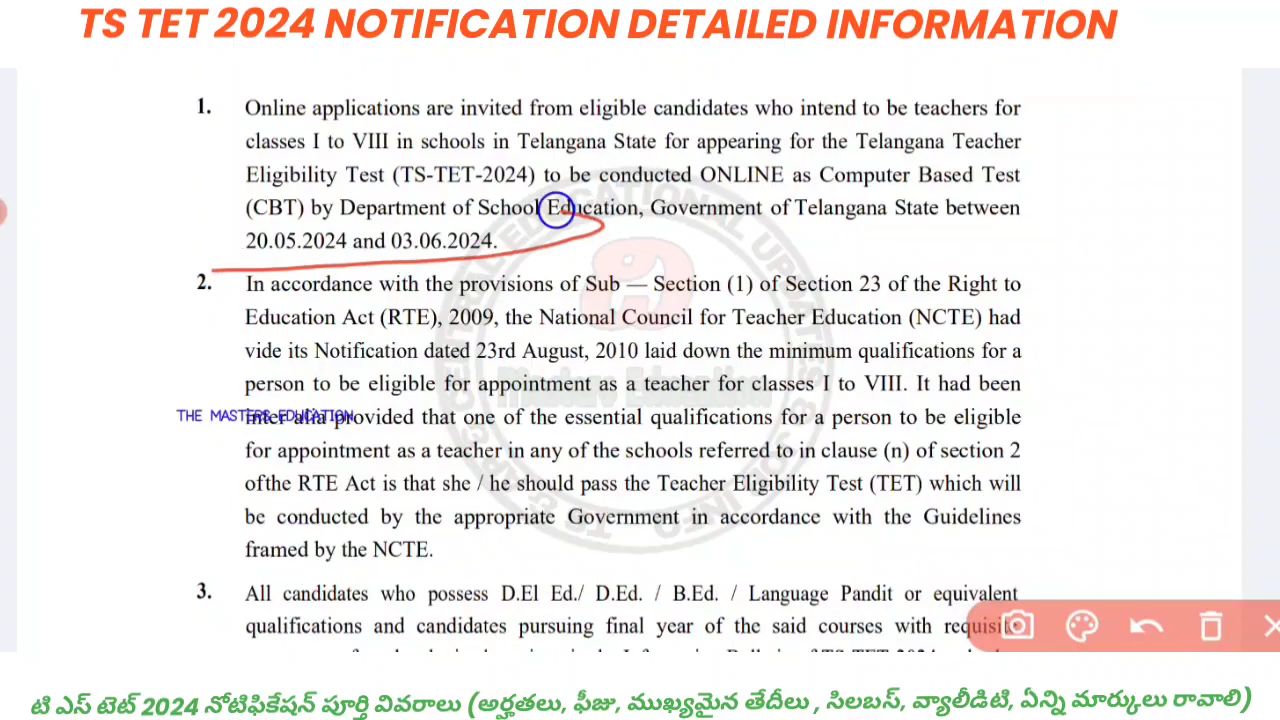 TS TET 2024 NOTIFICATION DETAILED INFORMATION
1. Online applications are invited from eligible candidates who intend to be teachers for
classes I to VIII in schools in Telangana State for appearing for the Telangana Teacher
Eligibility Test (TS-TET-2024) to be conducted ONLINE as Computer Based Test
(CBT) by Department of School Education, Government of Telangana State between
20.05.2024 and 03.06.2024.
2. In accordance with the provisions of Sub — Section (1) of Section 23 of the Right to
Education Act (RTE), 2009, the National Council for Teacher Education (NCTE) had
vide its Notification dated 23rd August, 2010 laid down the minimum qualifications for a
person to be eligible for appointment as a teacher for classes I to VIII. It had been
THE MASTERS EDUCATION
inter alia provided that one of the essential qualifications for a person to be eligible
for appointment as a teacher in any of the schools referred to in clause (n) of section 2
ofthe RTE Act is that she / he should pass the Teacher Eligibility Test (TET) which will
be conducted by the appropriate Government in accordance with the Guidelines
framed by the NCTE.
3. All candidates who possess D.El Ed./ D.Ed. / B.Ed. / Language Pandit or equivalent
qualifications and candidates pursuing final year of the said courses with requisite
టి ఎస్ టెట్ 2024 నోటిఫికేషన్ పూర్తి వివరాలు (అర్హతలు, ఫీజు, ముఖ్యమైన తేదీలు , సిలబస్, వ్యాలీడిటి, ఏన్ని మార్కులు రావాలి)